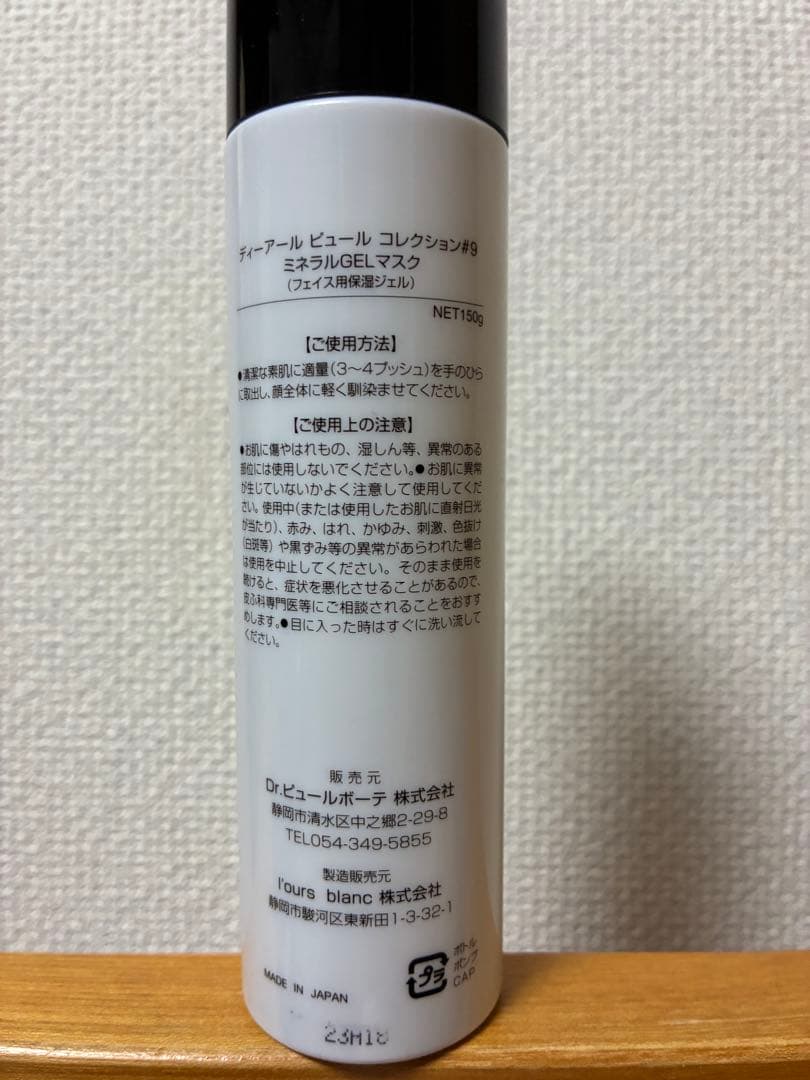 ディーアール ピュール コレクション#9
ミネラルGELマスク
(フェイス用保湿ジェル)
NET150g
【ご使用方法】
●清潔な素肌に適量(3〜4プッシュ)を手のひら
に取出し、顔全体に軽く馴染ませてください。
【ご使用上の注意】
●お肌に傷やはれもの、湿しん等、異常のある
部位には使用しないでください。●お肌に異常
が生じていないかよく注意して使用してくだ
さい。使用中(または使用したお肌に直射日光
が当たり)、赤み、はれ、かゆみ、刺激、色抜け
(白斑等)や黒ずみ等の異常があらわれた場合
は使用を中止してください。そのまま使用を
続けると、症状を悪化させることがあるので、
皮ふ科専門医等にご相談されることをおすす
めします。●目に入った時はすぐに洗い流して
ください。
販売元
Dr.ピュールボーテ 株式会社
静岡市清水区中之郷2-29-8
TEL054-349-5855
製造販売元
l'ours blanc 株式会社
静岡市駿河区東新田1-3-32-1
プラ
ボトル
ポンプ
CAP
MADE IN JAPAN
23H18